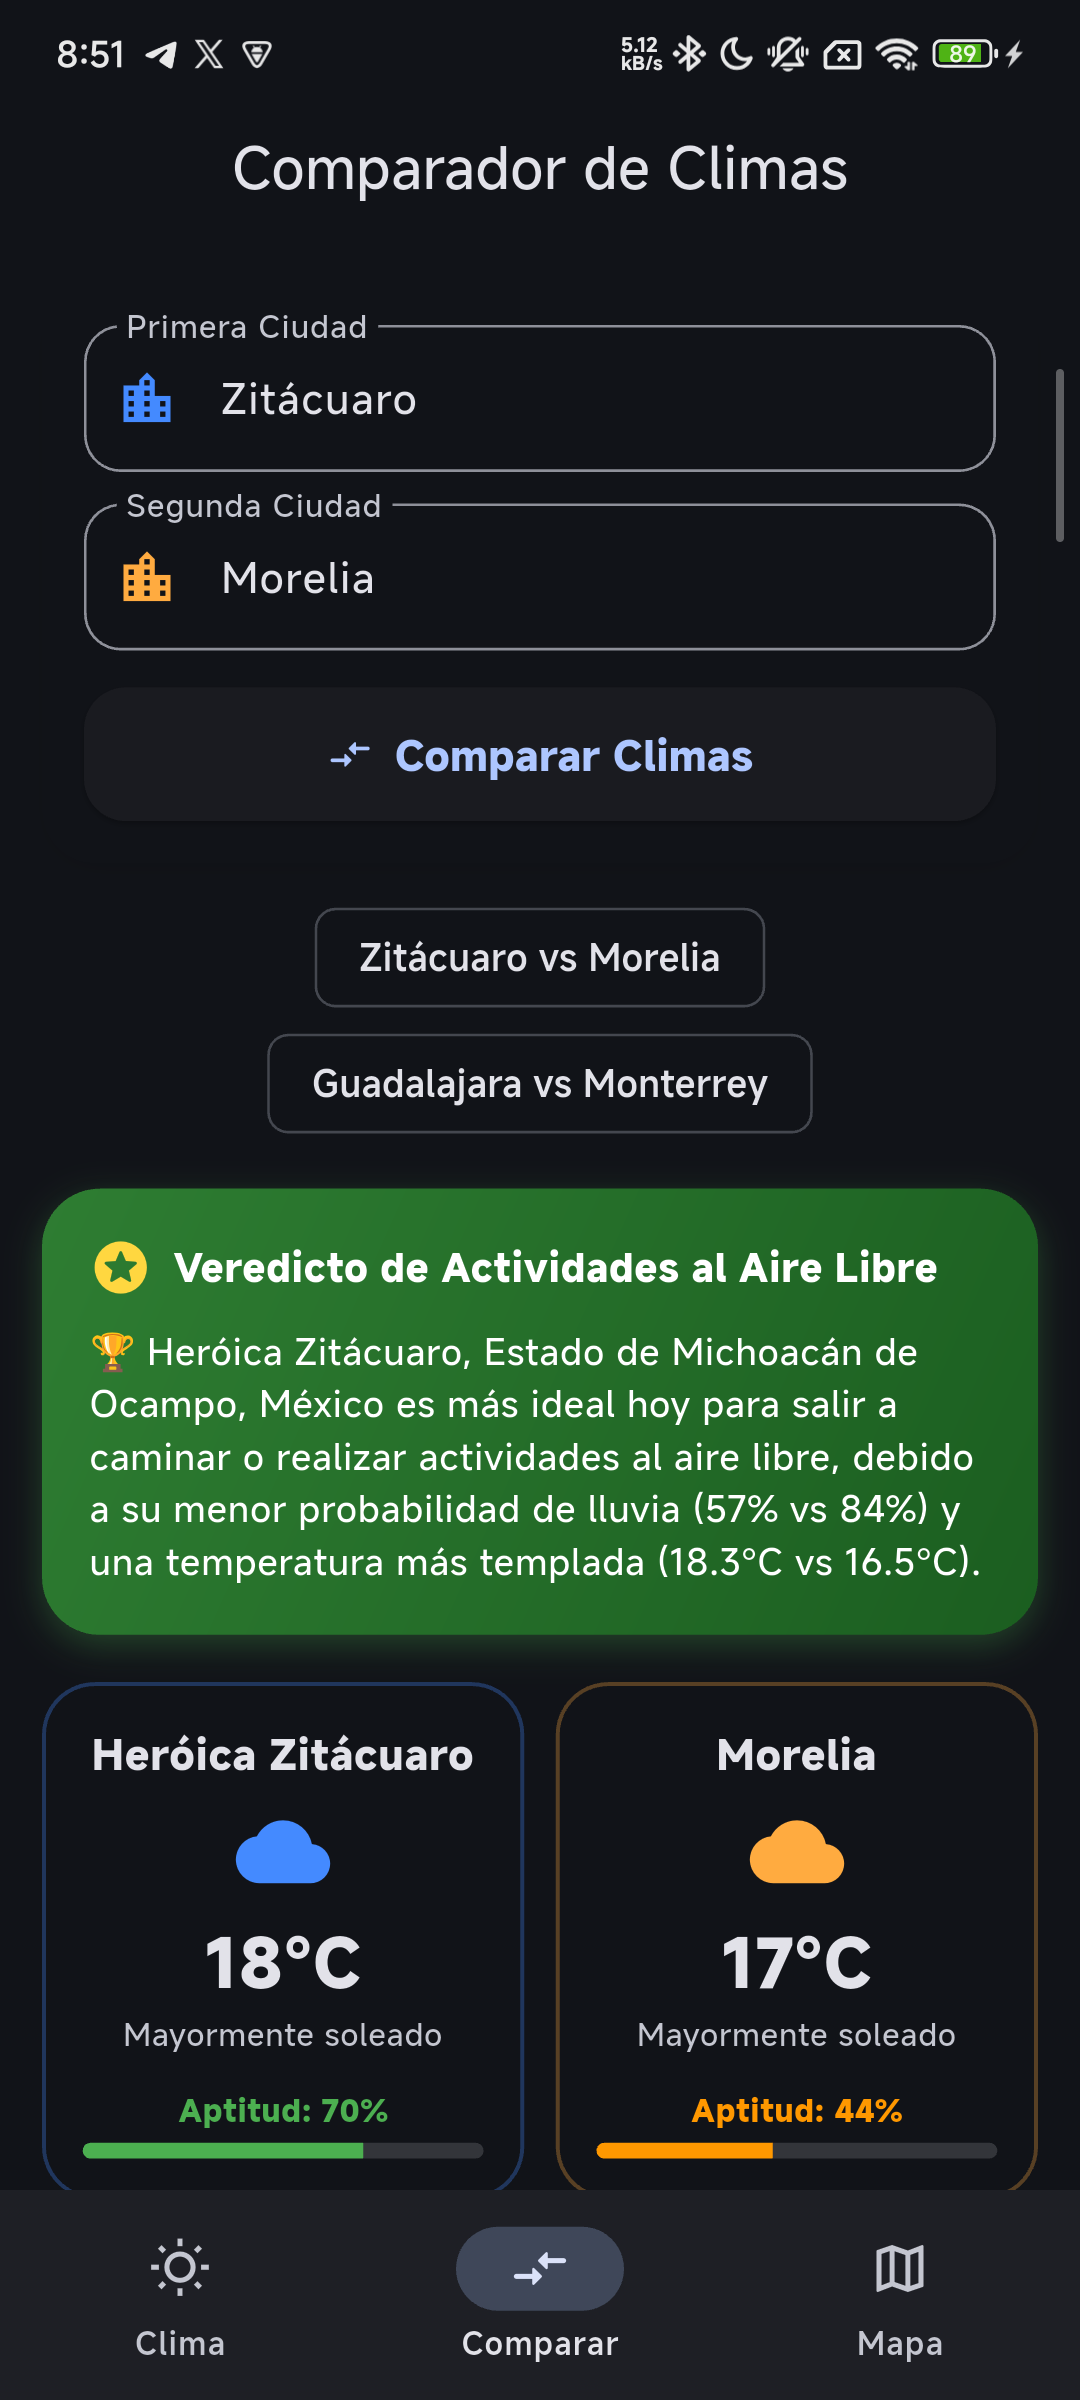 8:51
5.12
kB/s
89
Comparador de Climas
Primera Ciudad
Zitácuaro
Segunda Ciudad
Morelia
Comparar Climas
Zitácuaro vs Morelia
Guadalajara vs Monterrey
Veredicto de Actividades al Aire Libre
🏆 Heróica Zitácuaro, Estado de Michoacán de
Ocampo, México es más ideal hoy para salir a
caminar o realizar actividades al aire libre, debido
a su menor probabilidad de lluvia (57% vs 84%) y
una temperatura más templada (18.3°C vs 16.5°C).
Heróica Zitácuaro
18°C
Mayormente soleado
Aptitud: 70%
Morelia
17°C
Mayormente soleado
Aptitud: 44%
Clima
Comparar
Mapa